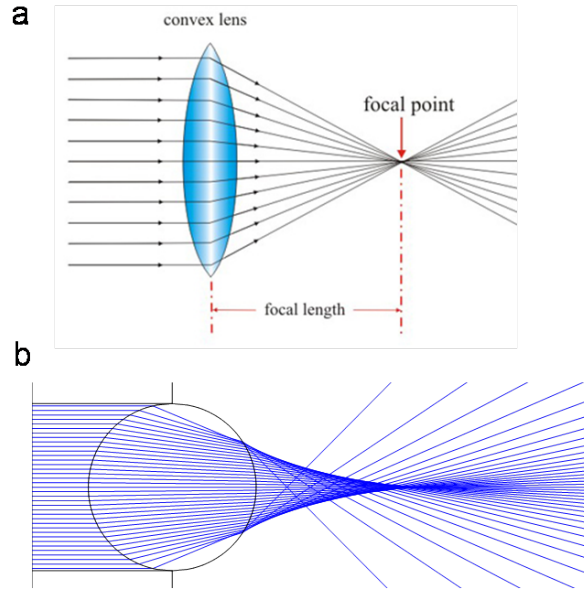 a
convex lens
focal point
focal length
b